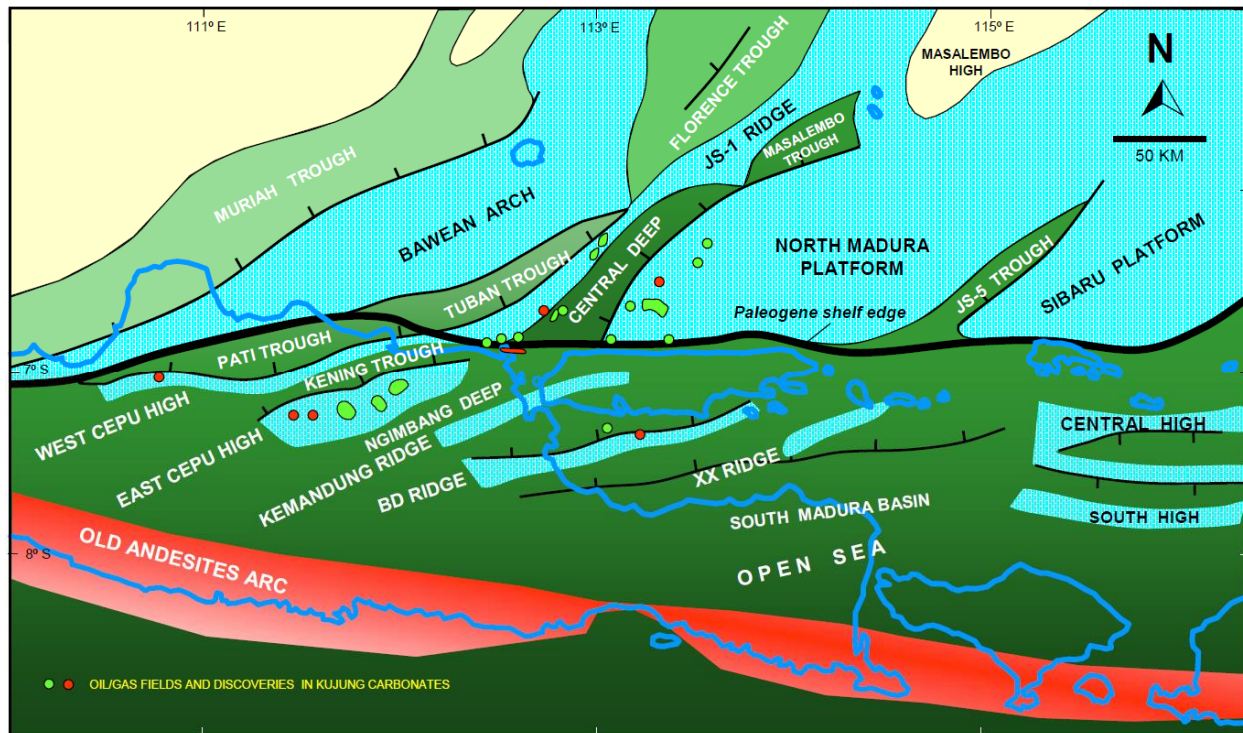 111º E
113º E
115º E
MASALEMBO
HIGH
N
50 KM
FLORENCE TROUGH
JS-1 RIDGE
MASALEMBO
TROUGH
MURIAH TROUGH
BAWEAN ARCH
TUBAN TROUGH
CENTRAL DEEP
NORTH MADURA
PLATFORM
JS-5 TROUGH
SIBARU PLATFORM
Paleogene shelf edge
PATI TROUGH
KENING TROUGH
7º S
WEST CEPU HIGH
EAST CEPU HIGH
NGIMBANG DEEP
KEMANDUNG RIDGE
BD RIDGE
XX RIDGE
CENTRAL HIGH
SOUTH MADURA BASIN
SOUTH HIGH
8º S
OLD ANDESITES ARC
OPEN SEA
OIL/GAS FIELDS AND DISCOVERIES IN KUJUNG CARBONATES